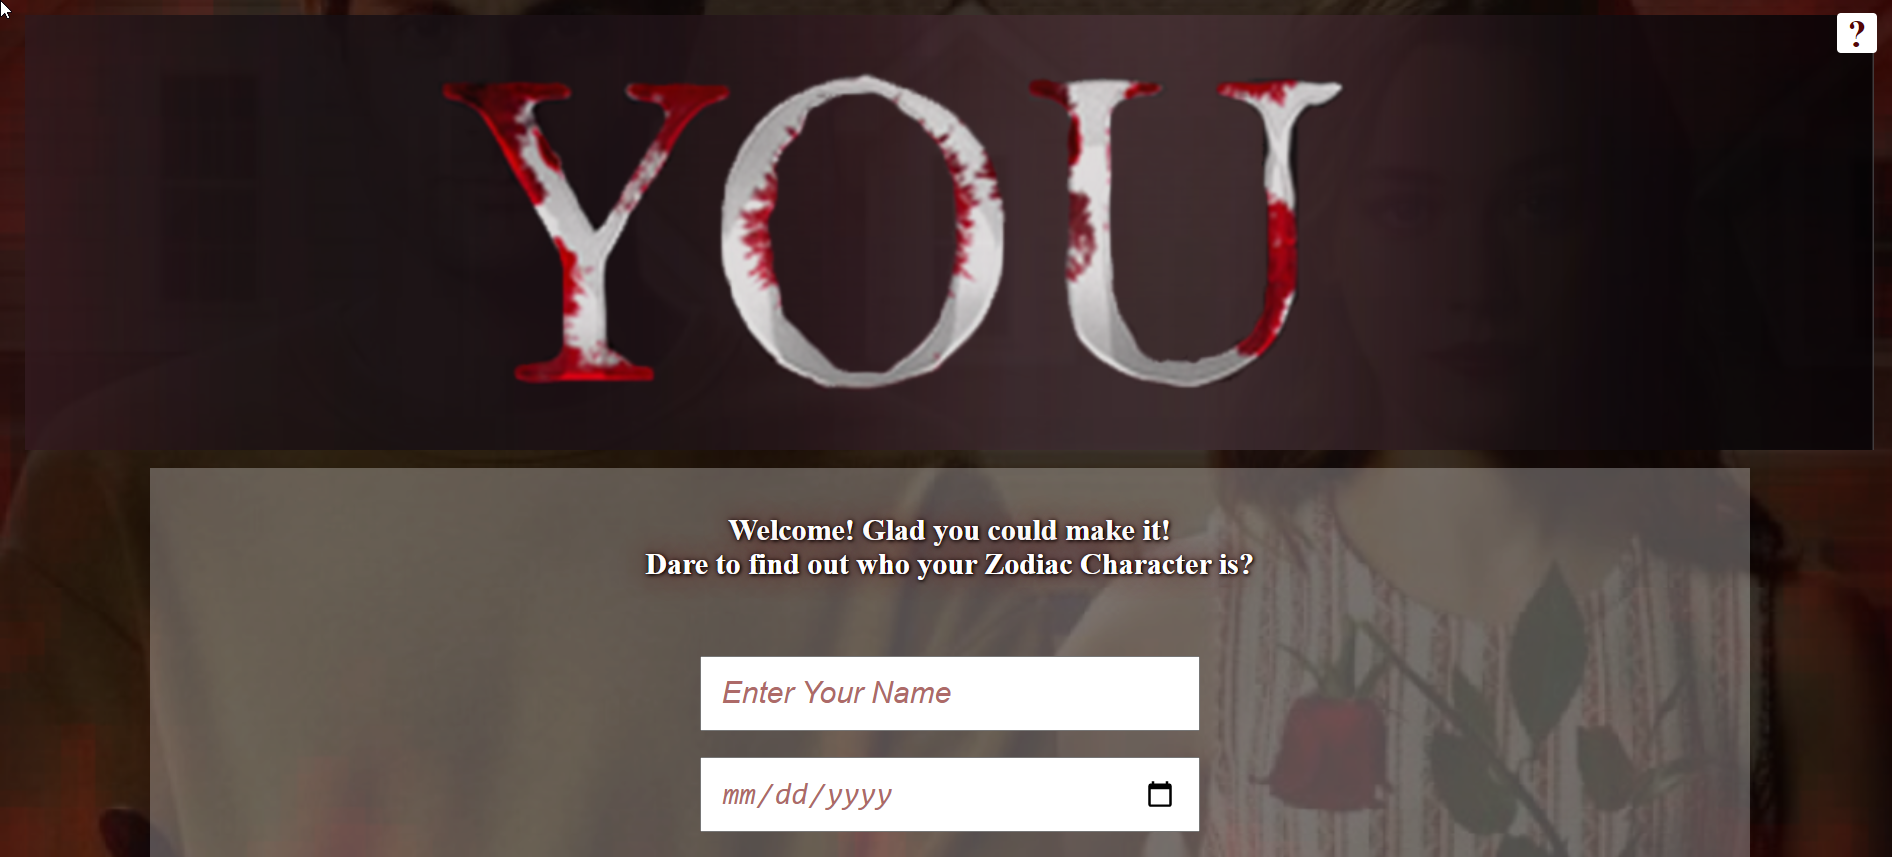 ?
YOU
Welcome! Glad you could make it!
Dare to find out who your Zodiac Character is?
Enter Your Name
mm/dd/yyyy